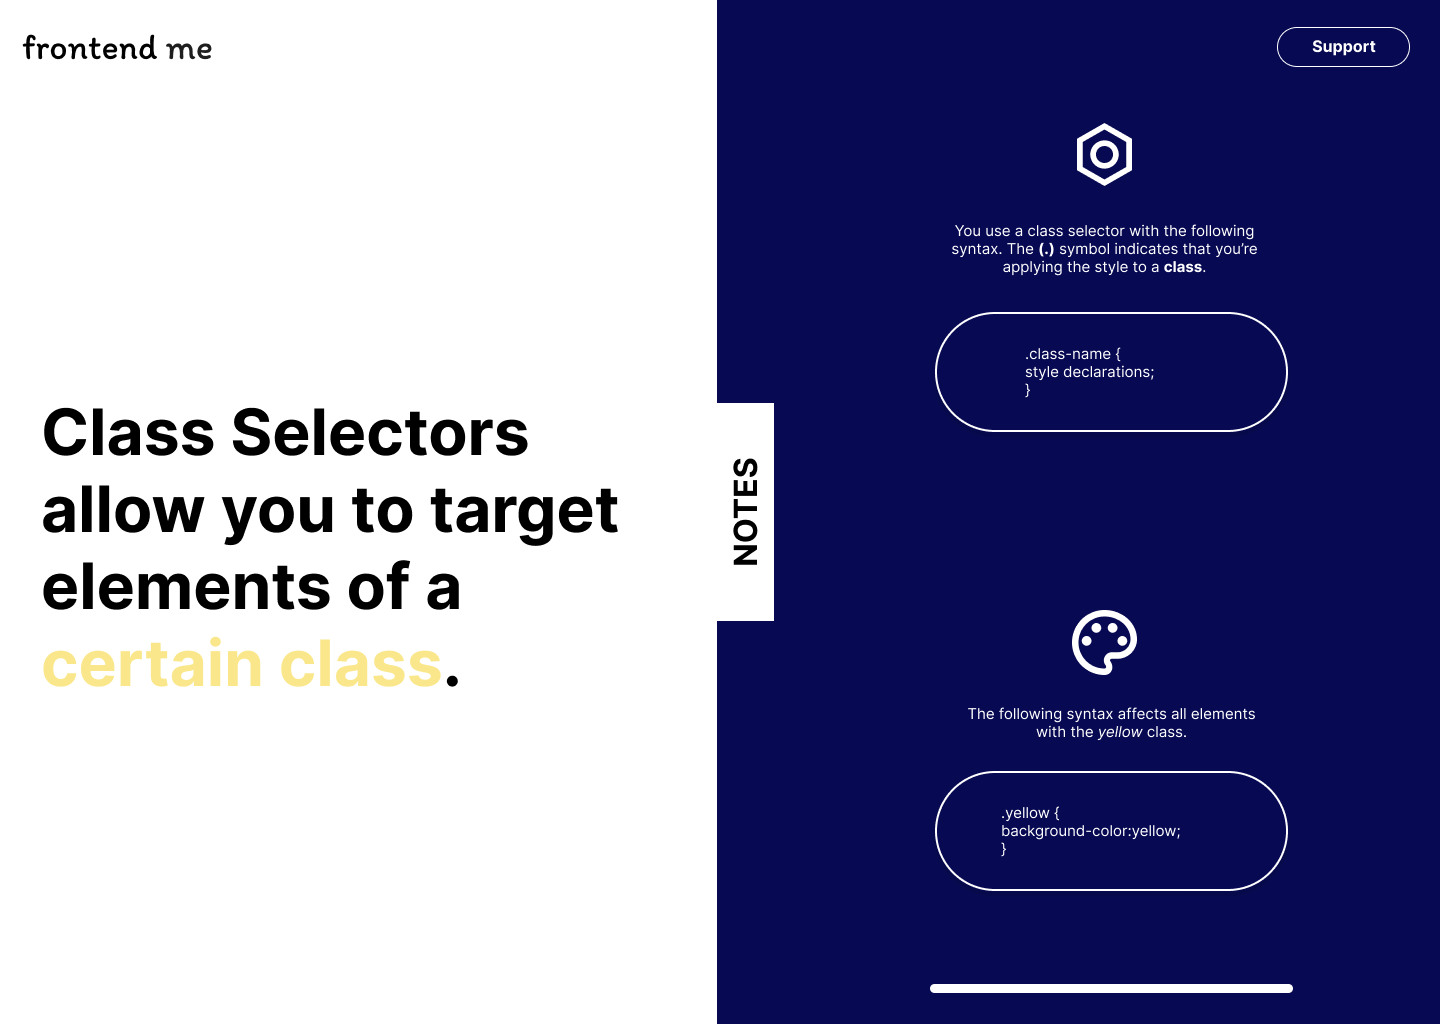 frontend me
Support
Class Selectors
allow you to target
elements of a
certain class.
NOTES
You use a class selector with the following
syntax. The (.) symbol indicates that you’re
applying the style to a class.
.class-name {
style declarations;
}
The following syntax affects all elements
with the yellow class.
.yellow {
background-color:yellow;
}